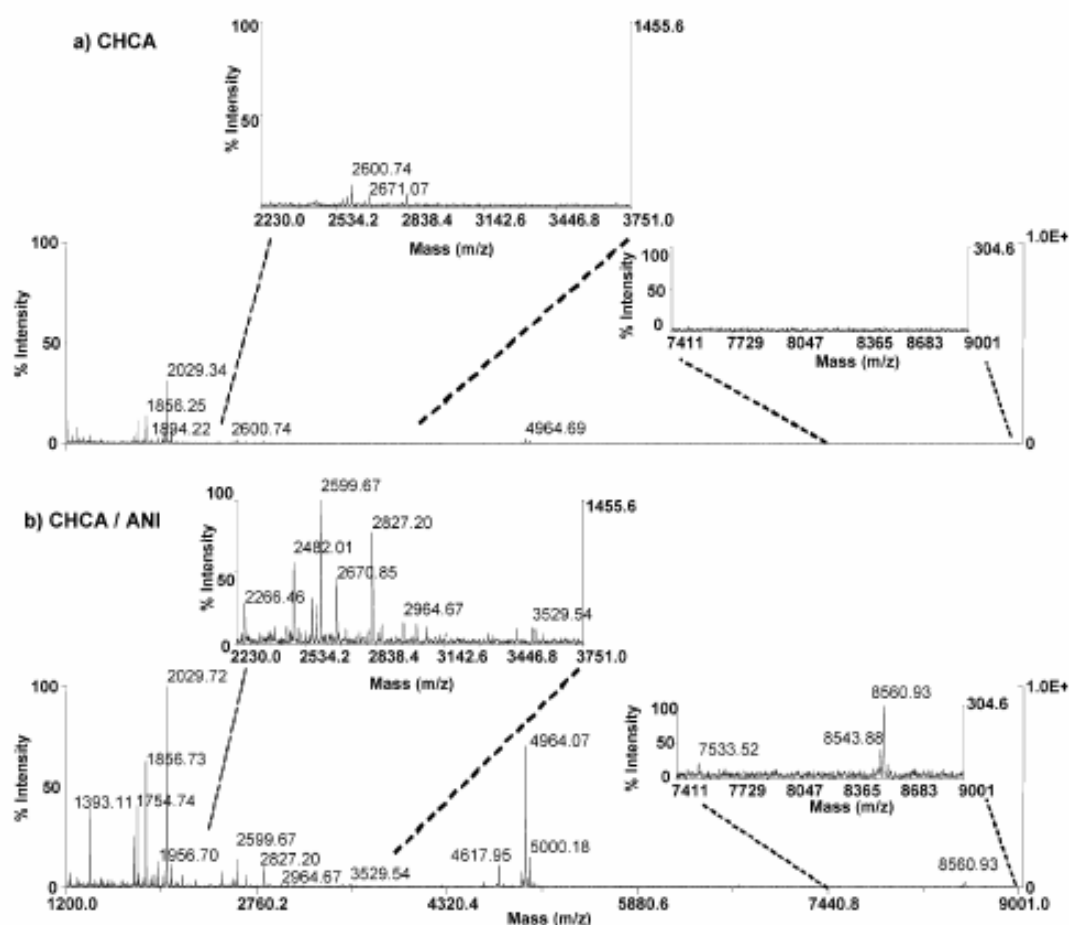 a) CHCA
100
1455.6
% Intensity
50
2600.74
2671.07
2230.0 2534.2 2838.4 3142.6 3446.8 3751.0
Mass (m/z)
100
1.0E+
100
304.6
% Intensity
50
0
7411 7729 8047 8365 8683 9001
Mass (m/z)
% Intensity
50
2029.34
1856.25
1894.22
2600.74
4964.69
0
0
b) CHCA / ANI
100
1455.6
% Intensity
50
0
2599.67
2827.20
2482.01
2670.85
2266.46
2964.67
3529.54
2230.0 2534.2 2838.4 3142.6 3446.8 3751.0
Mass (m/z)
100
1.0E+
2029.72
100
304.6
% Intensity
50
0
8560.93
8543.88
7533.52
7411 7729 8047 8365 8683 9001
Mass (m/z)
% Intensity
50
1856.73
4964.07
1393.11
1754.74
2599.67
2827.20
1956.70
2964.67
3529.54
4617.95
5000.18
8560.93
0
0
1200.0 2760.2 4320.4 5880.6 7440.8 9001.0
Mass (m/z)